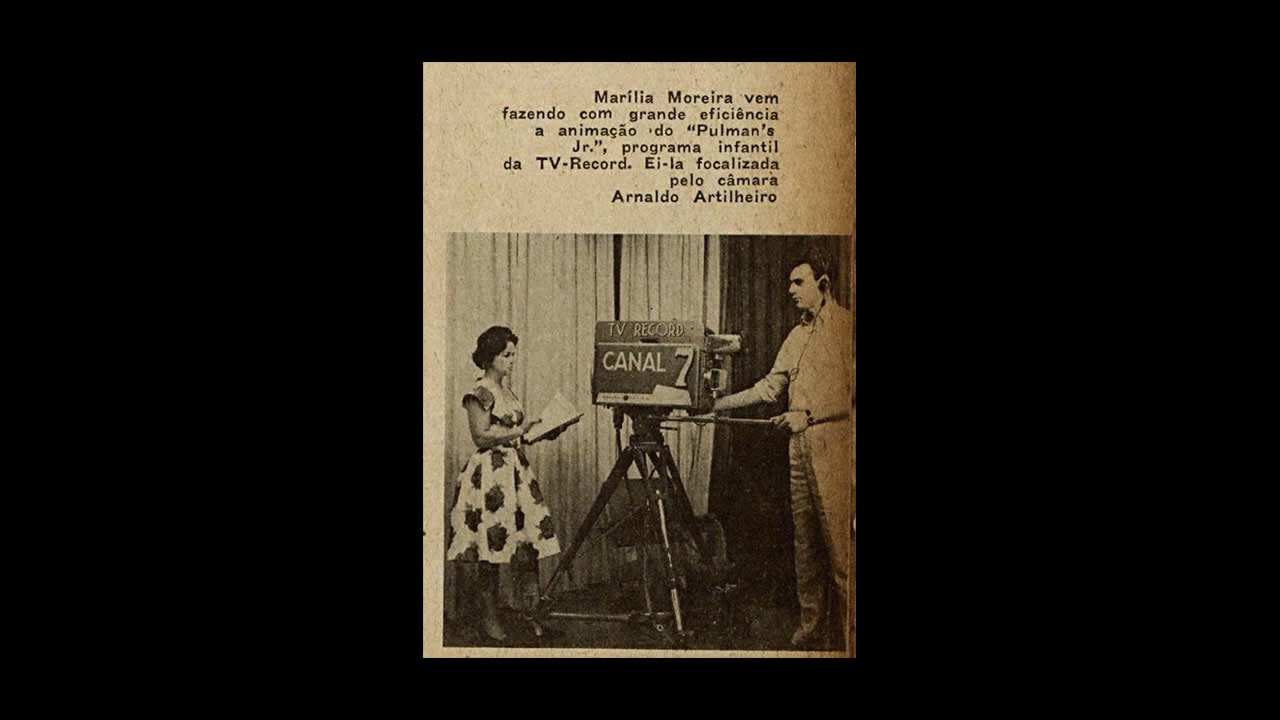 Marília Moreira vem
fazendo com grande eficiência
a animação do “Pulman’s
Jr.”, programa infantil
da TV-Record. Ei-la focalizada
pelo câmara
Arnaldo Artilheiro
TV RECORD
CANAL 7